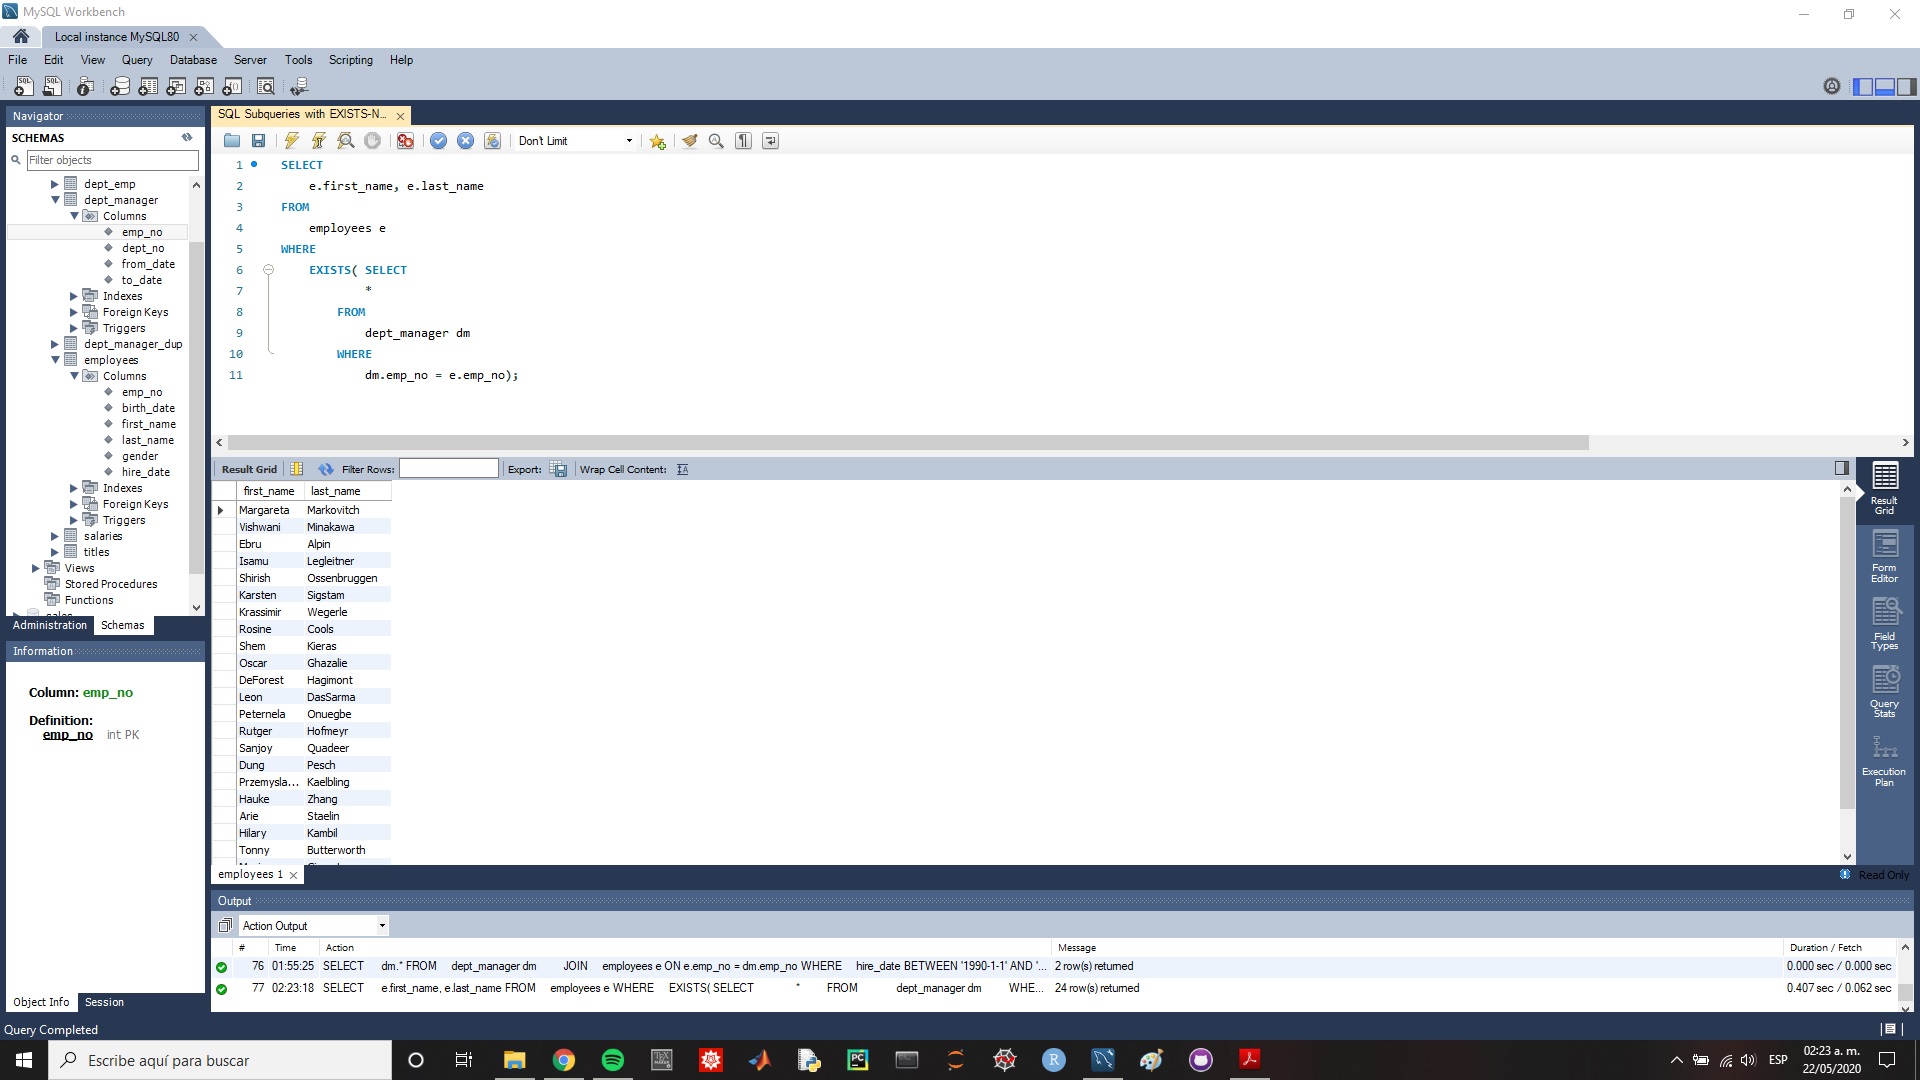 MySQL Workbench
Local instance MySQL80
File Edit View Query Database Server Tools Scripting Help
Navigator
SCHEMAS
Filter objects
dept_emp
dept_manager
Columns
emp_no
dept_no
from_date
to_date
Indexes
Foreign Keys
Triggers
dept_manager_dup
employees
Columns
emp_no
birth_date
first_name
last_name
gender
hire_date
Indexes
Foreign Keys
Triggers
salaries
titles
Views
Stored Procedures
Functions
Administration Schemas
Information
Column: emp_no
Definition:
emp_no int PK
Object Info Session
SQL Subqueries with EXISTS-N...
Don't Limit
1 SELECT
2 e.first_name, e.last_name
3 FROM
4 employees e
5 WHERE
6 EXISTS( SELECT
7 *
8 FROM
9 dept_manager dm
10 WHERE
11 dm.emp_no = e.emp_no);
Result Grid Filter Rows: Export: Wrap Cell Content:
first_name last_name
Margareta Markovitch
Vishwani Minakawa
Ebru Alpin
Isamu Legleitner
Shirish Ossenbruggen
Karsten Sigstam
Krassimir Wegerle
Rosine Cools
Shem Kieras
Oscar Ghazalie
DeForest Hagimont
Leon DasSarma
Peternela Onuegbe
Rutger Hofmeyr
Sanjoy Quadeer
Dung Pesch
Przemysla... Kaelbling
Hauke Zhang
Arie Staelin
Hilary Kambil
Tonny Butterworth
Result
Grid
Form
Editor
Field
Types
Query
Stats
Execution
Plan
employees 1
Read Only
Output
Action Output
# Time Action Message Duration / Fetch
76 01:55:25 SELECT dm.* FROM dept_manager dm JOIN employees e ON e.emp_no = dm.emp_no WHERE hire_date BETWEEN '1990-1-1' AND '... 2 row(s) returned 0.000 sec / 0.000 sec
77 02:23:18 SELECT e.first_name, e.last_name FROM employees e WHERE EXISTS( SELECT * FROM dept_manager dm WHE... 24 row(s) returned 0.407 sec / 0.062 sec
Query Completed
Escribe aquí para buscar
ESP
02:23 a. m.
22/05/2020